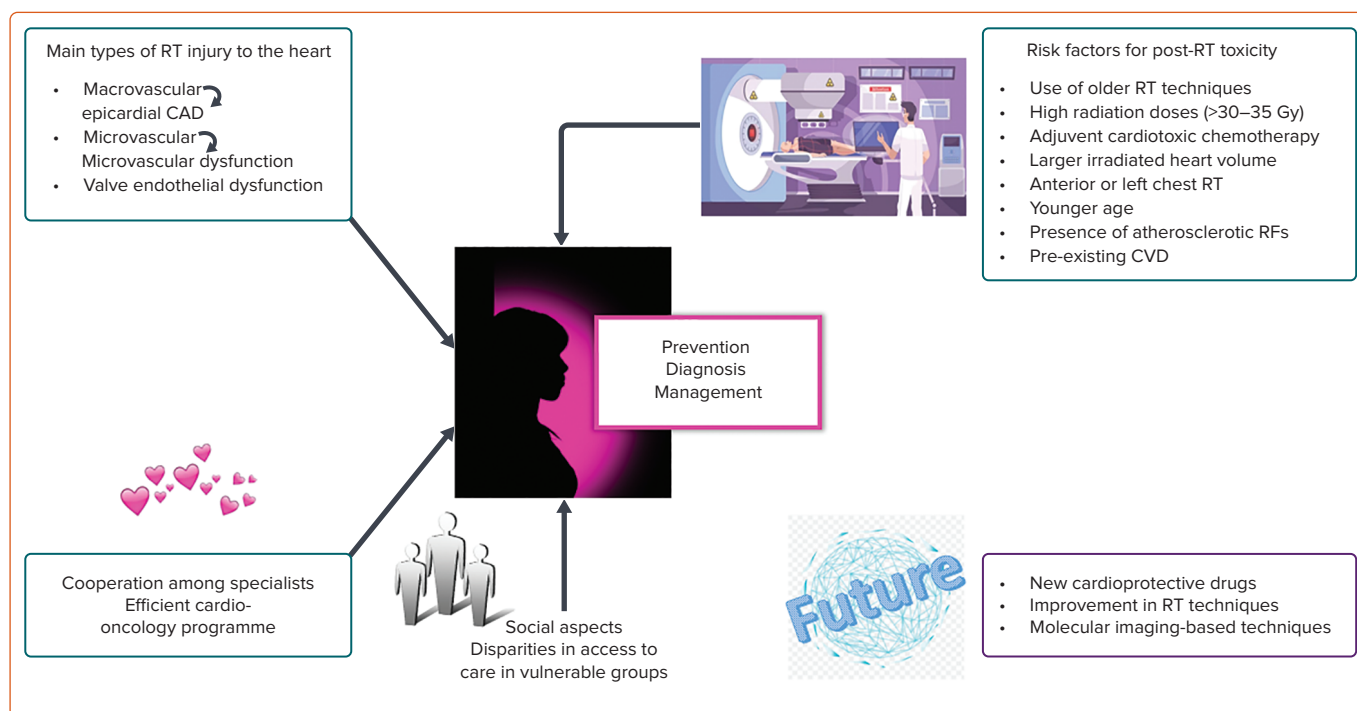 Main types of RT injury to the heart
• Macrovascular
epicardial CAD
• Microvascular
Microvascular dysfunction
• Valve endothelial dysfunction
Risk factors for post-RT toxicity
• Use of older RT techniques
• High radiation doses (>30–35 Gy)
• Adjuvent cardiotoxic chemotherapy
• Larger irradiated heart volume
• Anterior or left chest RT
• Younger age
• Presence of atherosclerotic RFs
• Pre-existing CVD
Prevention
Diagnosis
Management
Cooperation among specialists
Efficient cardio-
oncology programme
Social aspects
Disparities in access to
care in vulnerable groups
Future
• New cardioprotective drugs
• Improvement in RT techniques
• Molecular imaging-based techniques